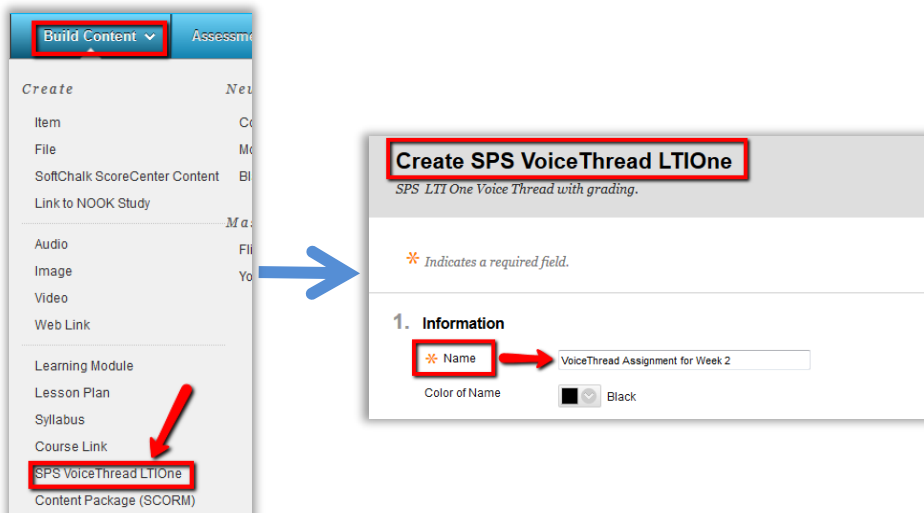 Build Content
Create
Item
File
SoftChalk ScoreCenter Content
Link to NOOK Study
Audio
Image
Video
Web Link
Learning Module
Lesson Plan
Syllabus
Course Link
SPS VoiceThread LTIOne
Content Package (SCORM)
Create SPS VoiceThread LTIOne
SPS LTI One Voice Thread with grading.
* Indicates a required field.
1. Information
* Name VoiceThread Assignment for Week 2
Color of Name Black